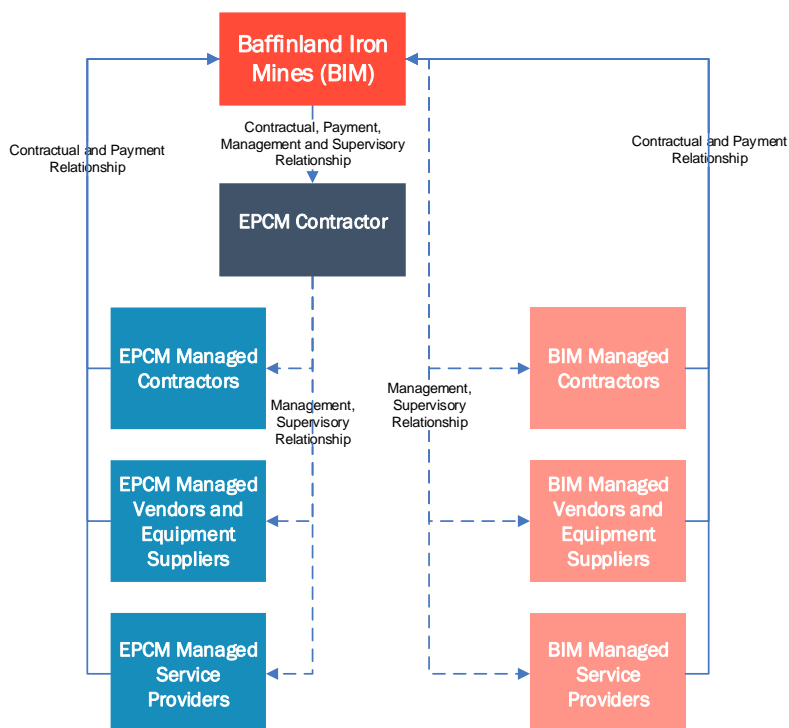 Baffinland Iron
Mines (BIM)
Contractual, Payment,
Management and Supervisory
Relationship
Contractual and Payment
Relationship
Contractual and Payment
Relationship
EPCM Contractor
EPCM Managed
Contractors
BIM Managed
Contractors
Management,
Supervisory
Relationship
Management,
Supervisory
Relationship
EPCM Managed
Vendors and
Equipment
Suppliers
BIM Managed
Vendors and
Equipment
Suppliers
EPCM Managed
Service
Providers
BIM Managed
Service
Providers